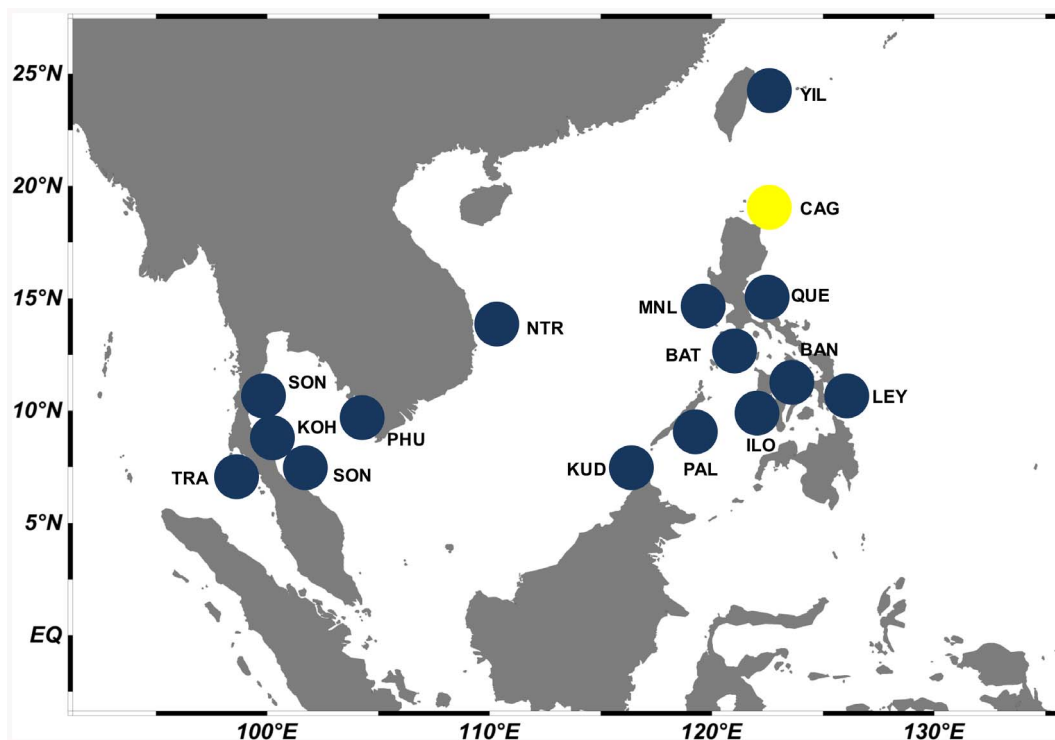 25°N
YIL
20°N
CAG
15°N
MNL
QUE
NTR
BAT
BAN
SON
LEY
10°N
KOH
PHU
ILO
TRA
SON
KUD
PAL
5°N
EQ
100°E
110°E
120°E
130°E